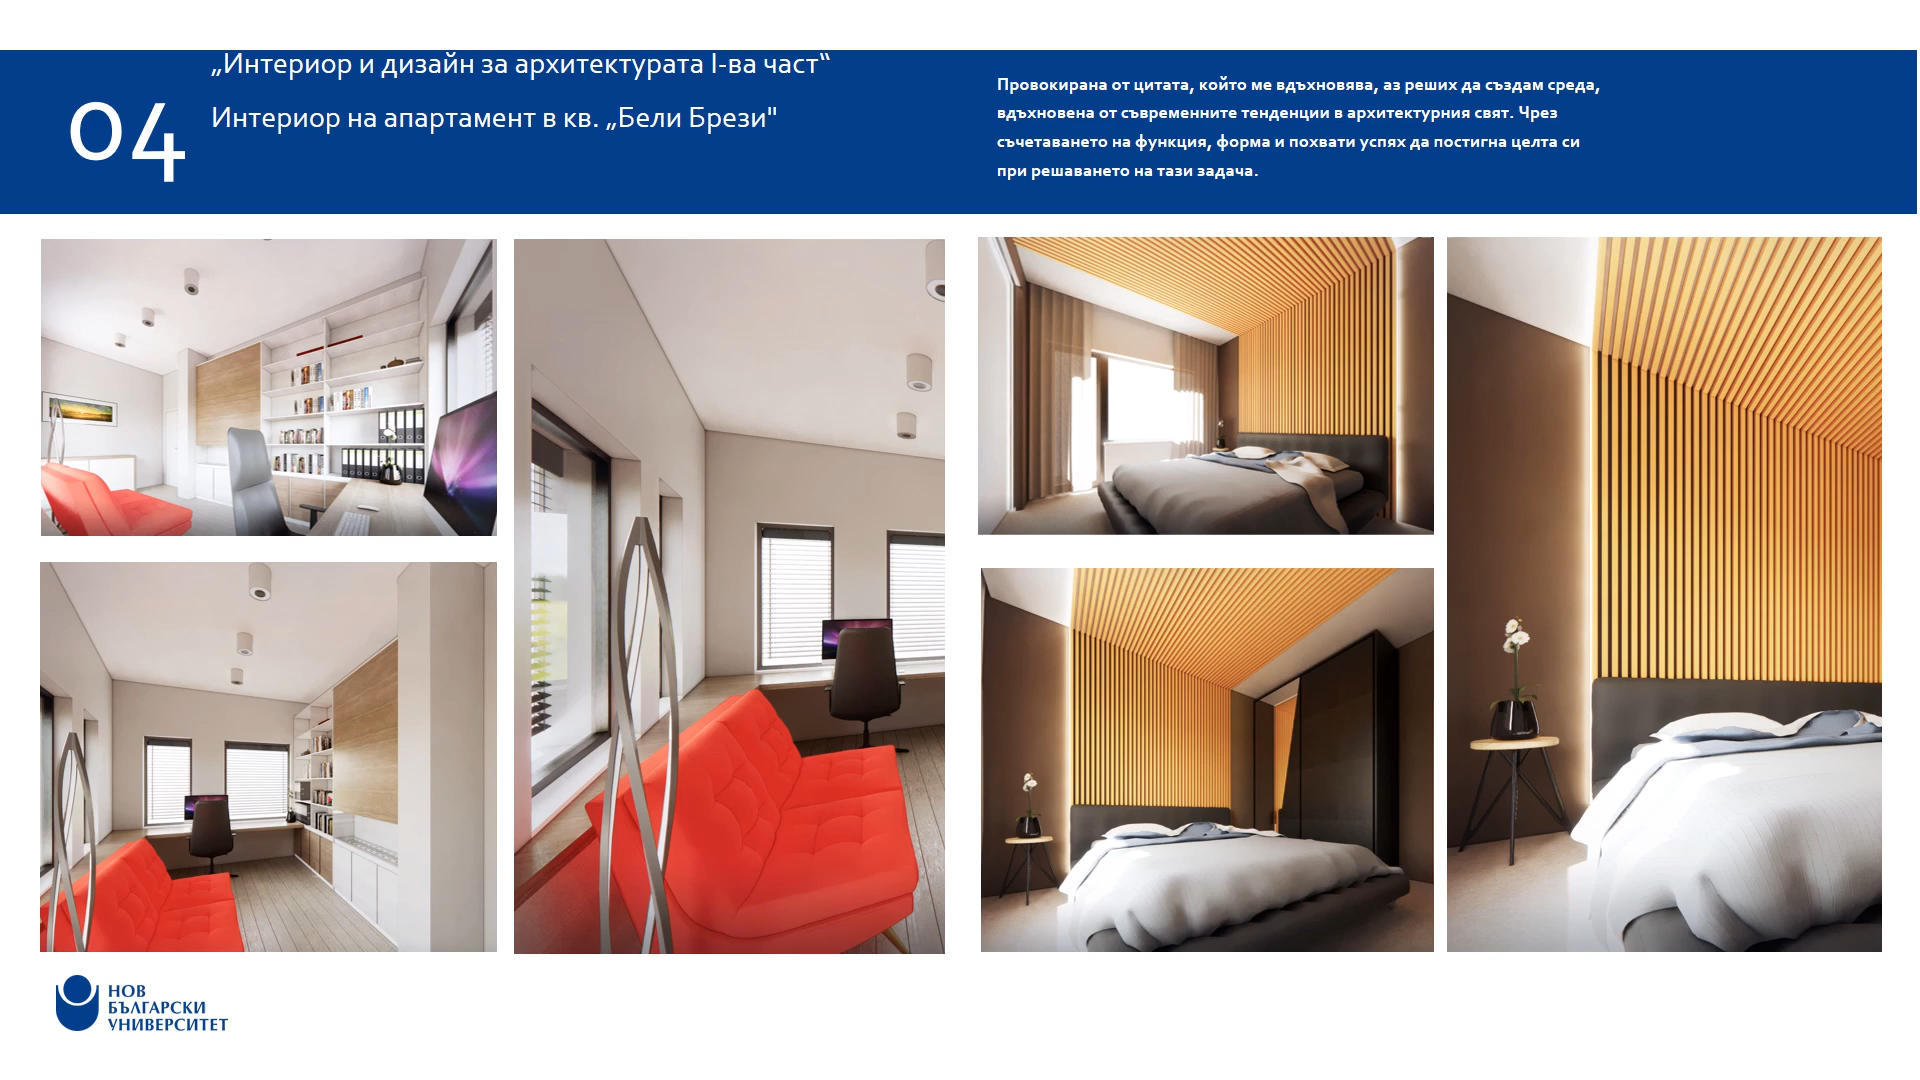 04
„Интериор и дизайн за архитектурата I-ва част“
Интериор на апартамент в кв. „Бели Брези"
Провокирана от цитата, който ме вдъхновява, аз реших да създам среда,
вдъхновена от съвременните тенденции в архитектурния свят. Чрез
съчетаването на функция, форма и похвати успях да постигна целта си
при решаването на тази задача.
НОВ
БЪЛГАРСКИ
УНИВЕРСИТЕТ